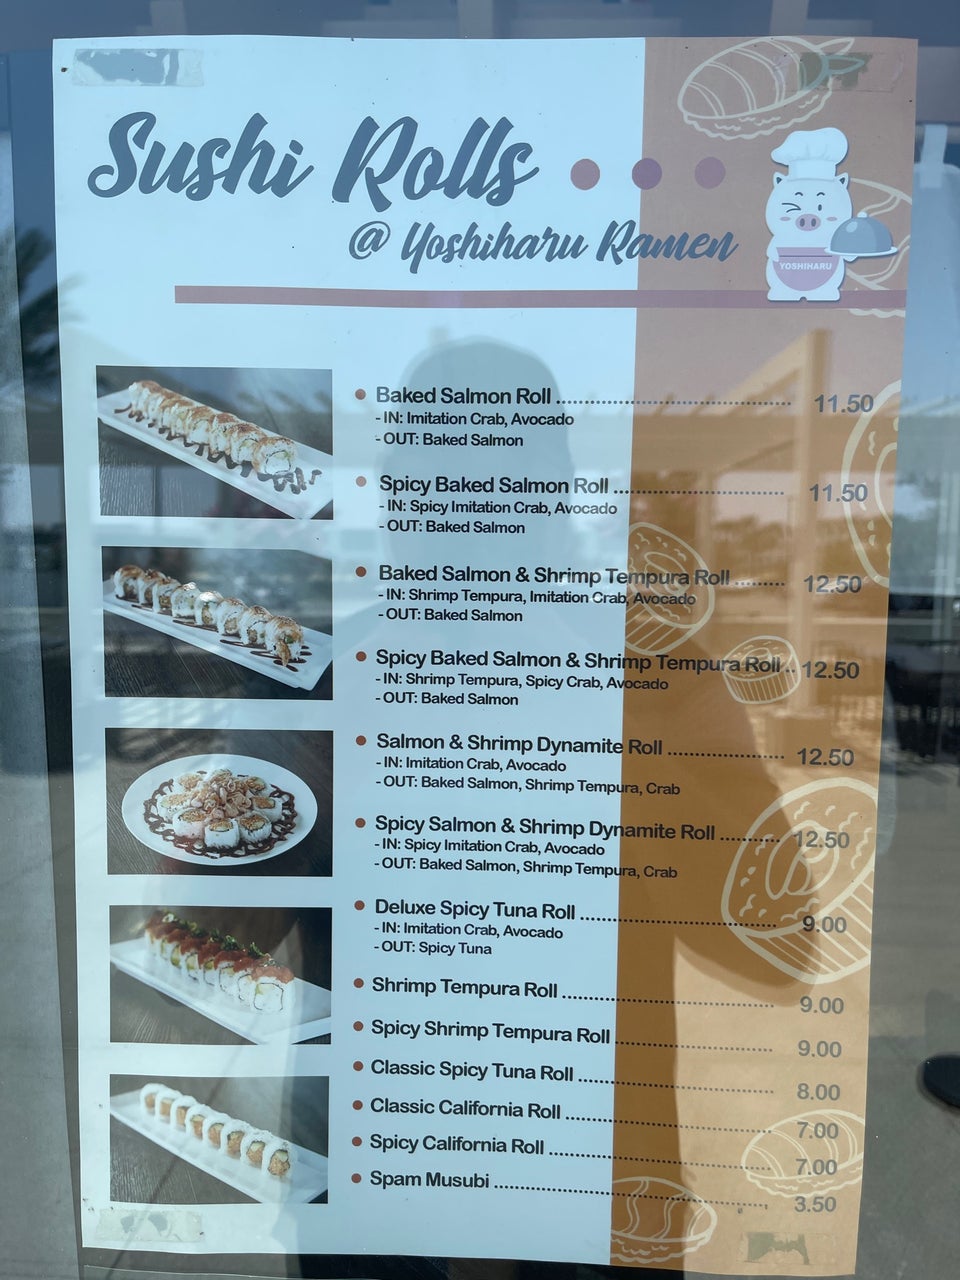 Sushi Rolls
@ Yoshiharu Ramen
YOSHIHARU
Baked Salmon Roll 11.50
- IN: Imitation Crab, Avocado
- OUT: Baked Salmon
Spicy Baked Salmon Roll 11.50
- IN: Spicy Imitation Crab, Avocado
- OUT: Baked Salmon
Baked Salmon & Shrimp Tempura Roll 12.50
- IN: Shrimp Tempura, Imitation Crab, Avocado
- OUT: Baked Salmon
Spicy Baked Salmon & Shrimp Tempura Roll 12.50
- IN: Shrimp Tempura, Spicy Crab, Avocado
- OUT: Baked Salmon
Salmon & Shrimp Dynamite Roll 12.50
- IN: Imitation Crab, Avocado
- OUT: Baked Salmon, Shrimp Tempura, Crab
Spicy Salmon & Shrimp Dynamite Roll 12.50
- IN: Spicy Imitation Crab, Avocado
- OUT: Baked Salmon, Shrimp Tempura, Crab
Deluxe Spicy Tuna Roll 9.00
- IN: Imitation Crab, Avocado
- OUT: Spicy Tuna
Shrimp Tempura Roll 9.00
Spicy Shrimp Tempura Roll 9.00
Classic Spicy Tuna Roll 8.00
Classic California Roll 7.00
Spicy California Roll 7.00
Spam Musubi 3.50